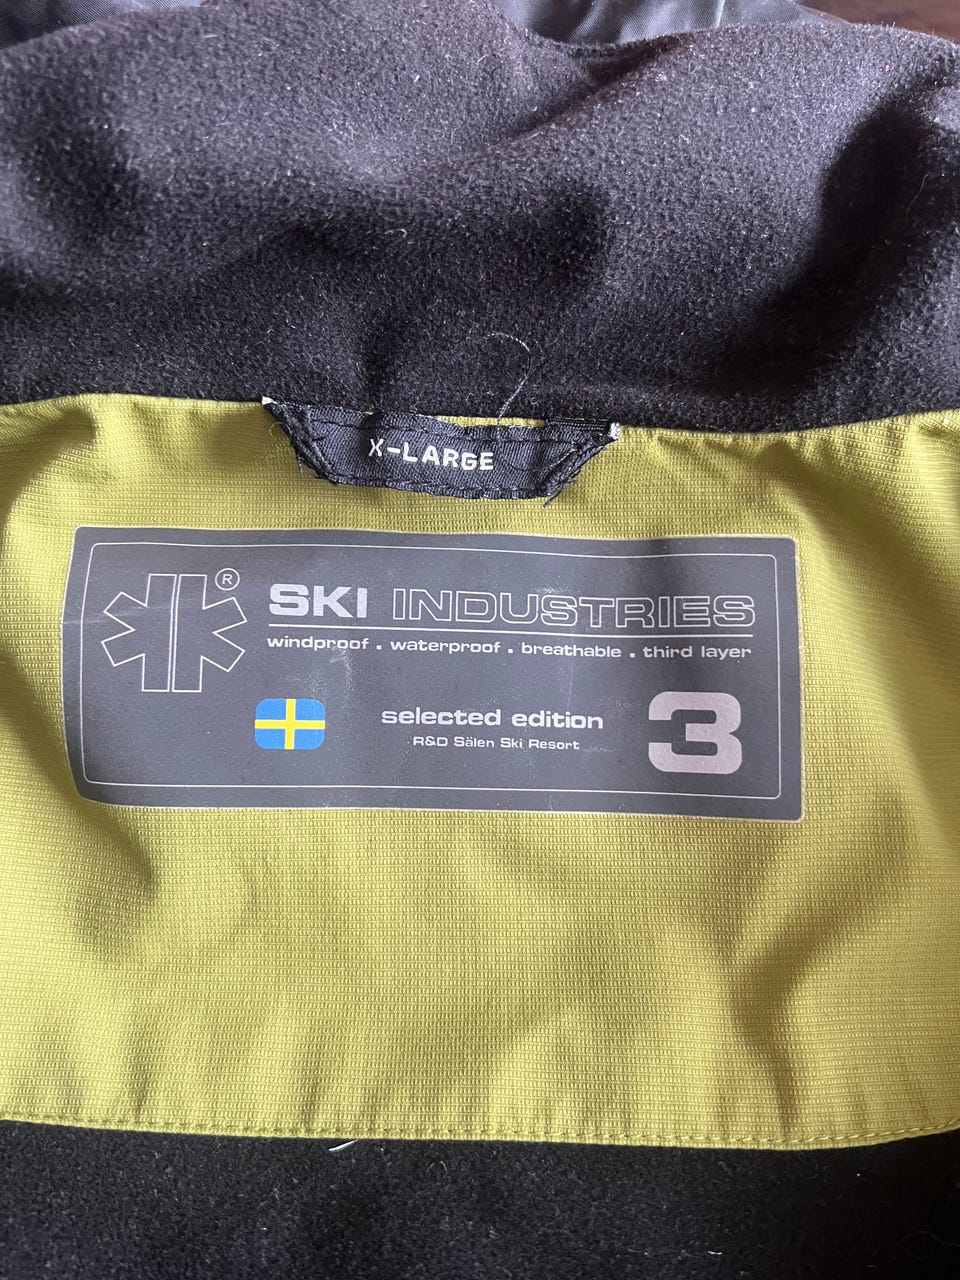 X-LARGE
®
SKI INDUSTRIES
windproof . waterproof . breathable . third layer
selected edition
R&D Sälen Ski Resort
3